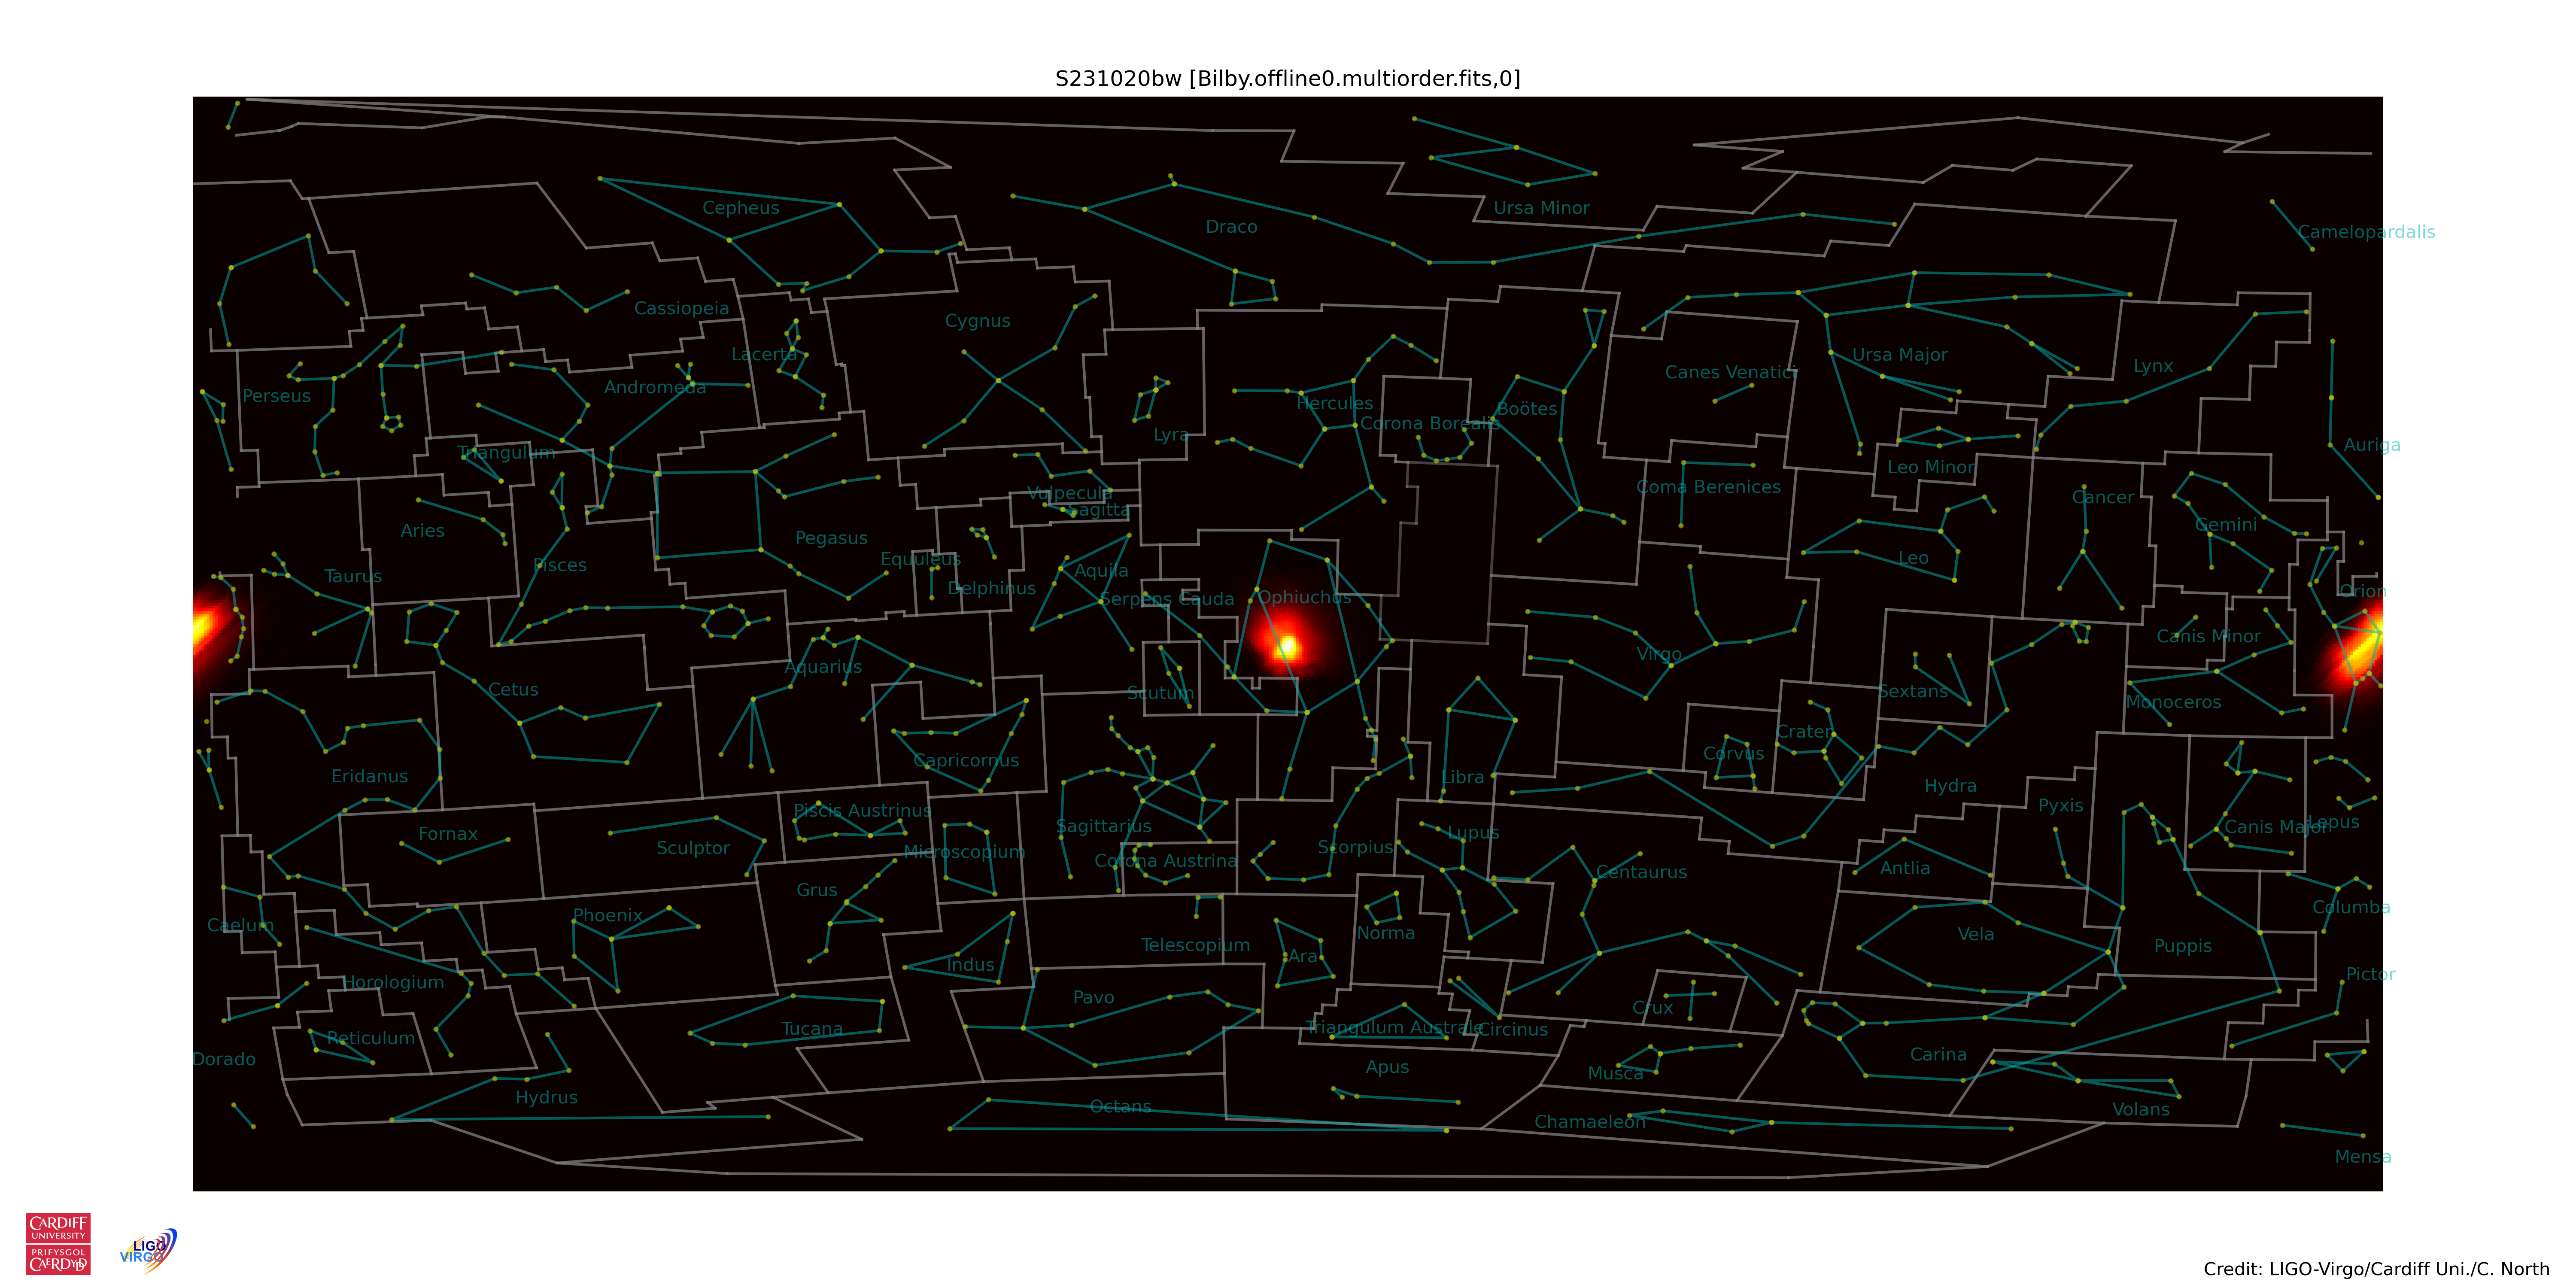 S231020bw [Bilby.offline0.multiorder.fits,0]
Cepheus
Ursa Minor
Draco
Camelopardalis
Cassiopeia
Cygnus
Lacerta
Ursa Major
Lynx
Andromeda
Canes Venatici
Perseus
Hercules
Boötes
Corona Borealis
Lyra
Auriga
Triangulum
Leo Minor
Vulpecula
Coma Berenices
Cancer
Sagitta
Gemini
Aries
Pegasus
Pisces
Equuleus
Leo
Aquila
Taurus
Delphinus
Orion
Serpens Cauda
Ophiuchus
Canis Minor
Virgo
Aquarius
Cetus
Scutum
Sextans
Monoceros
Crater
Corvus
Capricornus
Eridanus
Libra
Hydra
Pyxis
Piscis Austrinus
Fornax
Sagittarius
Lupus
Canis Major
Lepus
Sculptor
Microscopium
Corona Austrina
Scorpius
Antlia
Centaurus
Grus
Columba
Phoenix
Caelum
Norma
Vela
Telescopium
Puppis
Ara
Indus
Pictor
Horologium
Pavo
Crux
Tucana
Triangulum Australe
Circinus
Reticulum
Carina
Dorado
Apus
Musca
Hydrus
Octans
Volans
Chamaeleon
Mensa
CARDIFF
UNIVERSITY
PRIFYSGOL
CAERDYDD
LIGO
VIRGO
Credit: LIGO-Virgo/Cardiff Uni./C. North